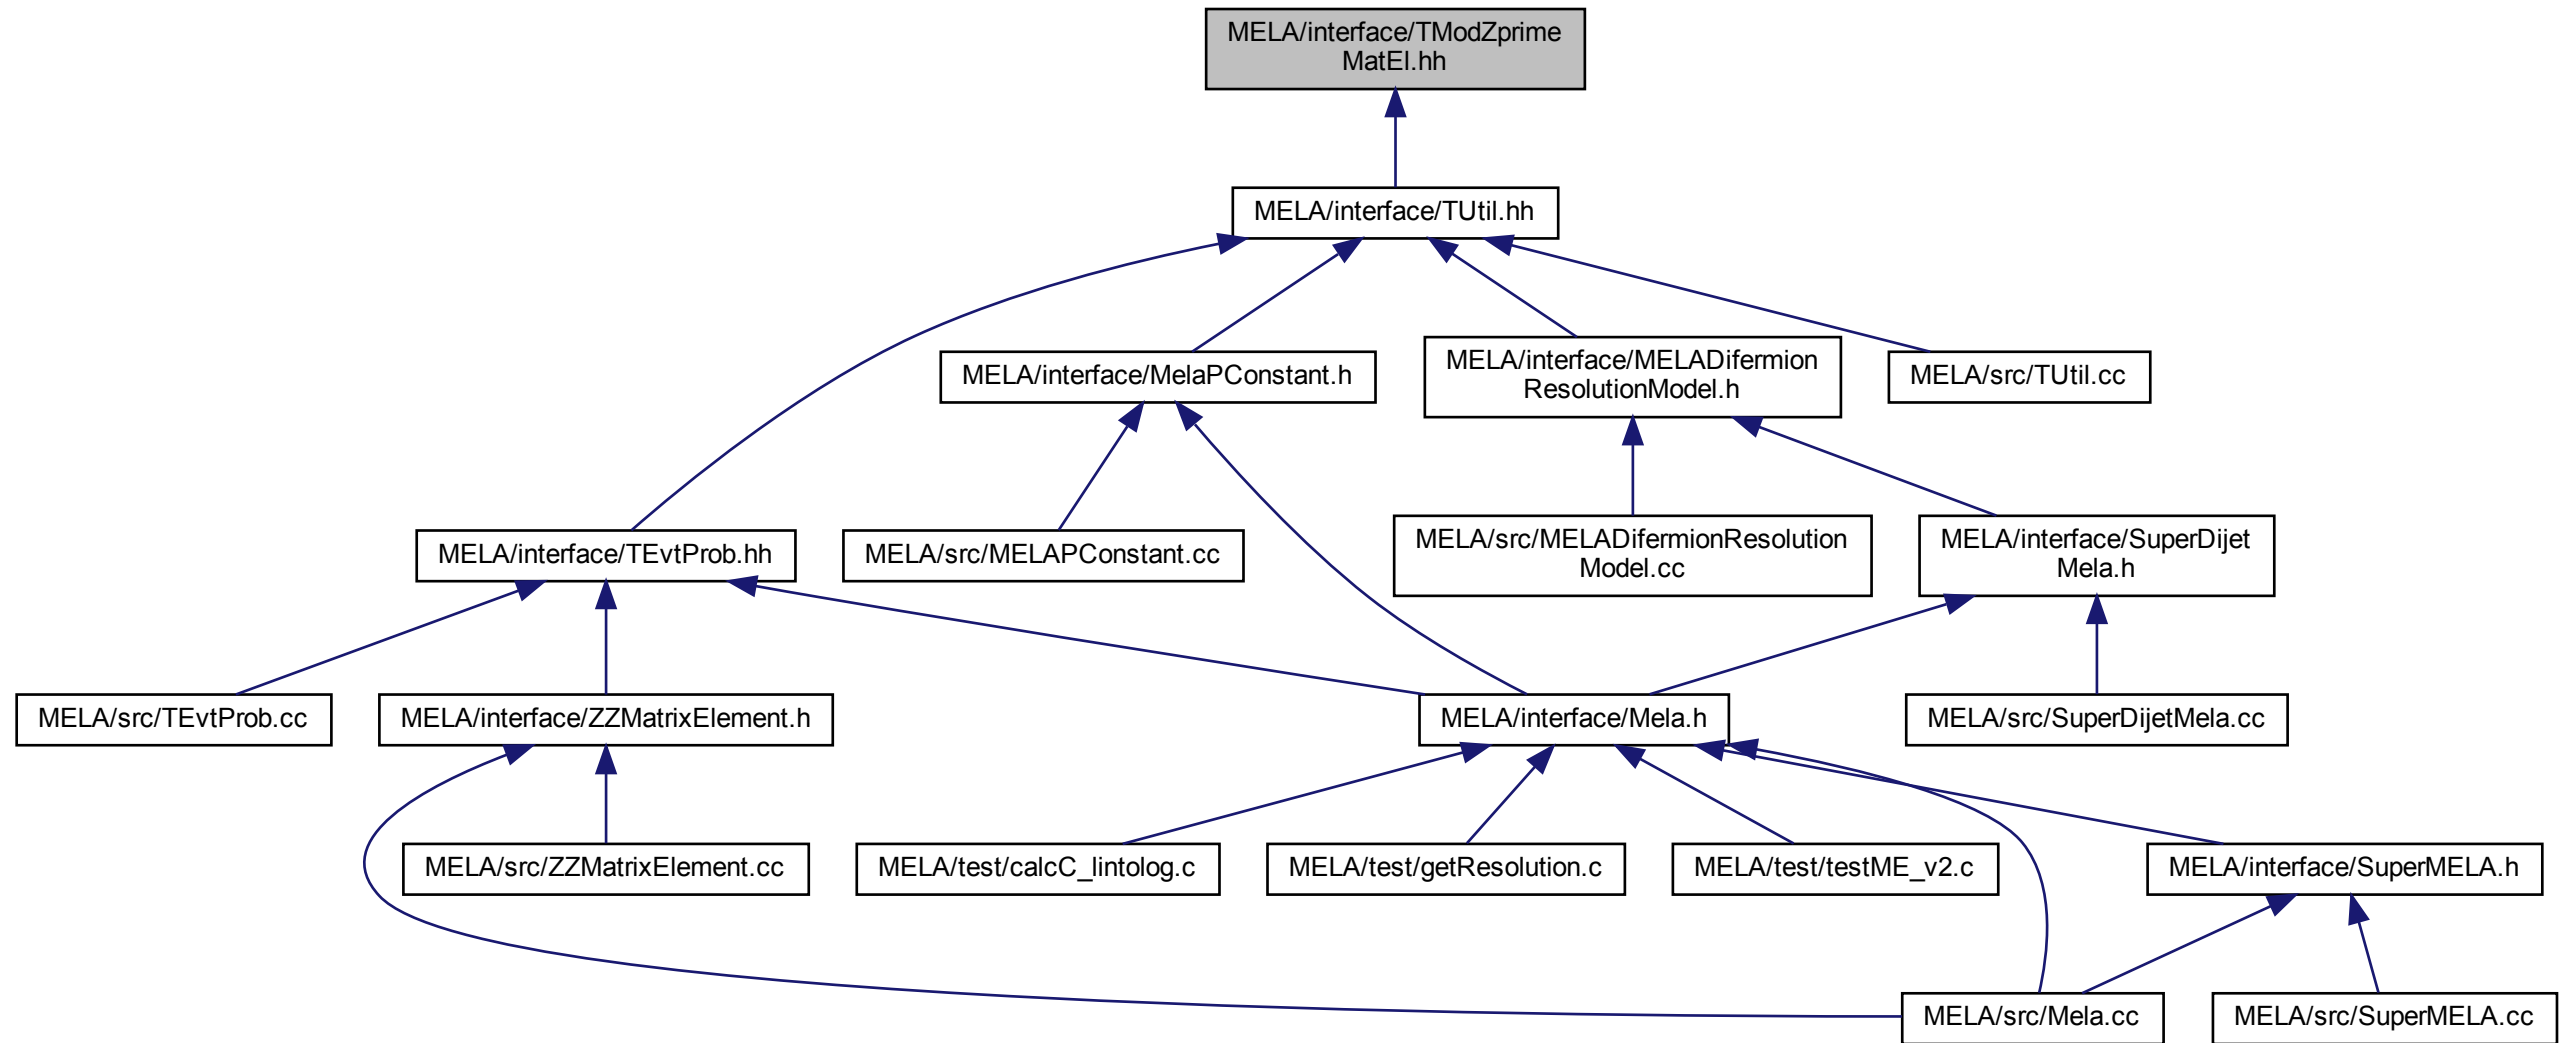 MELA/interface/TModZprime
MatEl.hh
MELA/interface/TUtil.hh
MELA/interface/MelaPConstant.h
MELA/interface/MELADifermion
ResolutionModel.h
MELA/src/TUtil.cc
MELA/interface/TEvtProb.hh
MELA/src/MELAPConstant.cc
MELA/src/MELADifermionResolution
Model.cc
MELA/interface/SuperDijet
Mela.h
MELA/src/TEvtProb.cc
MELA/interface/ZZMatrixElement.h
MELA/interface/Mela.h
MELA/src/SuperDijetMela.cc
MELA/src/ZZMatrixElement.cc
MELA/test/calcC_lintolog.c
MELA/test/getResolution.c
MELA/test/testME_v2.c
MELA/interface/SuperMELA.h
MELA/src/Mela.cc
MELA/src/SuperMELA.cc